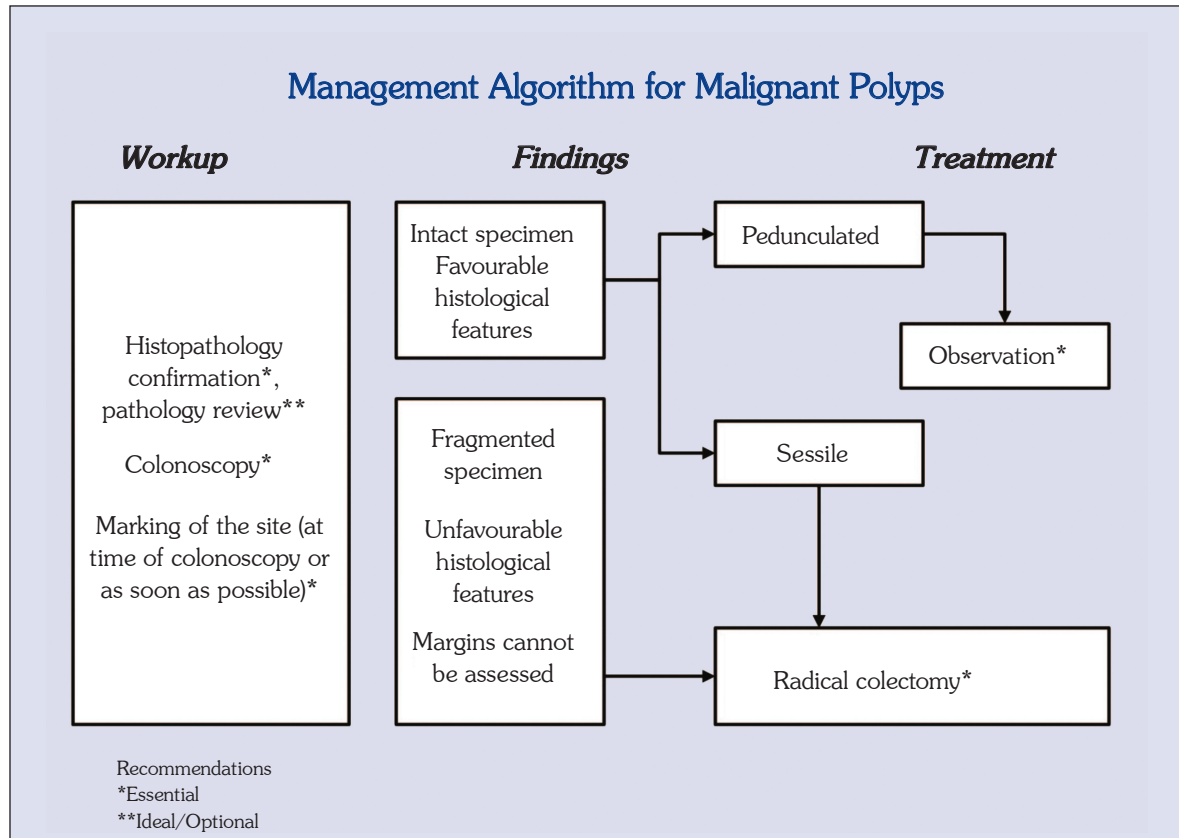 Management Algorithm for Malignant Polyps
Workup
Findings
Treatment
Histopathology
confirmation*,
pathology review**
Colonoscopy*
Marking of the site (at
time of colonoscopy or
as soon as possible)*
Intact specimen
Favourable
histological
features
Fragmented
specimen
Unfavourable
histological
features
Margins cannot
be assessed
Pedunculated
Observation*
Sessile
Radical colectomy*
Recommendations
*Essential
**Ideal/Optional